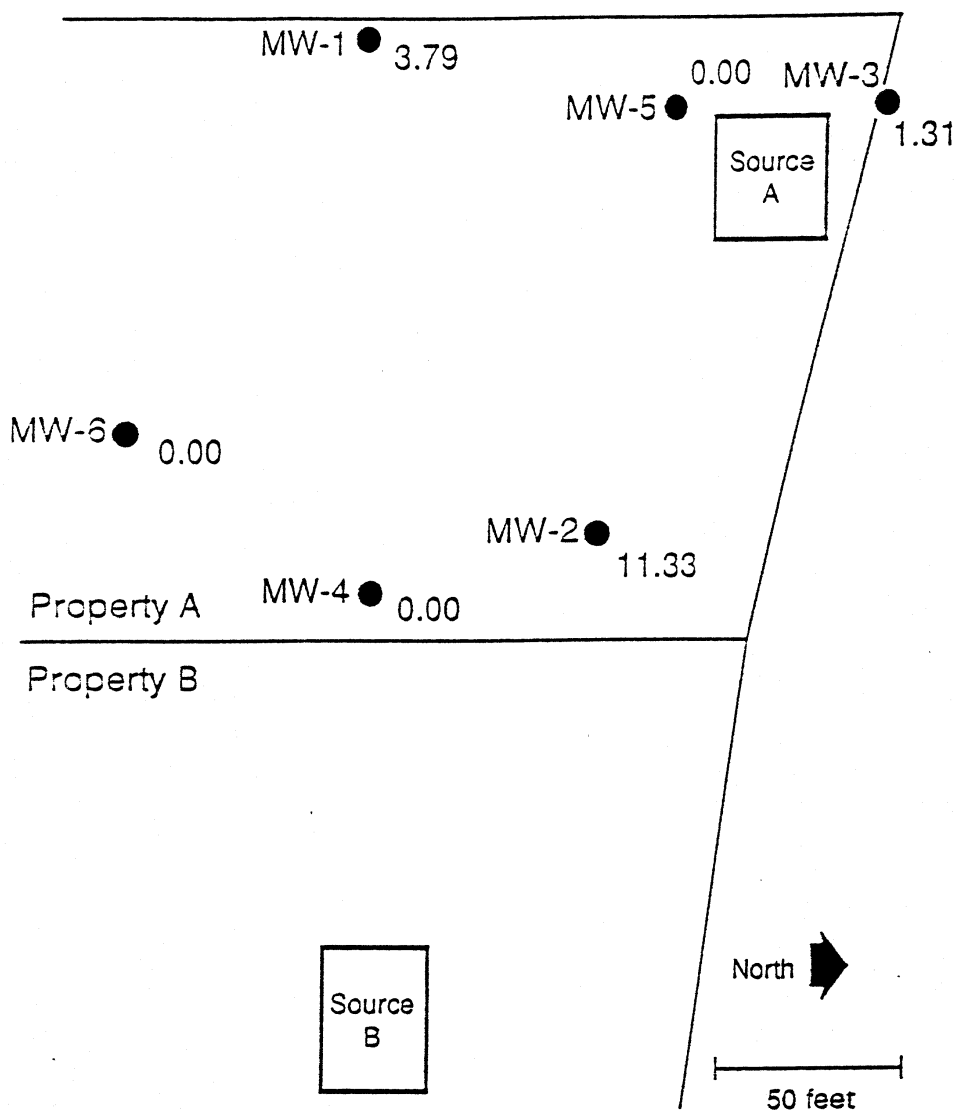 MW-1
3.79
0.00
MW-3
MW-5
1.31
Source
A
MW-6
0.00
MW-2
11.33
MW-4
0.00
Property A
Property B
North
Source
B
50 feet